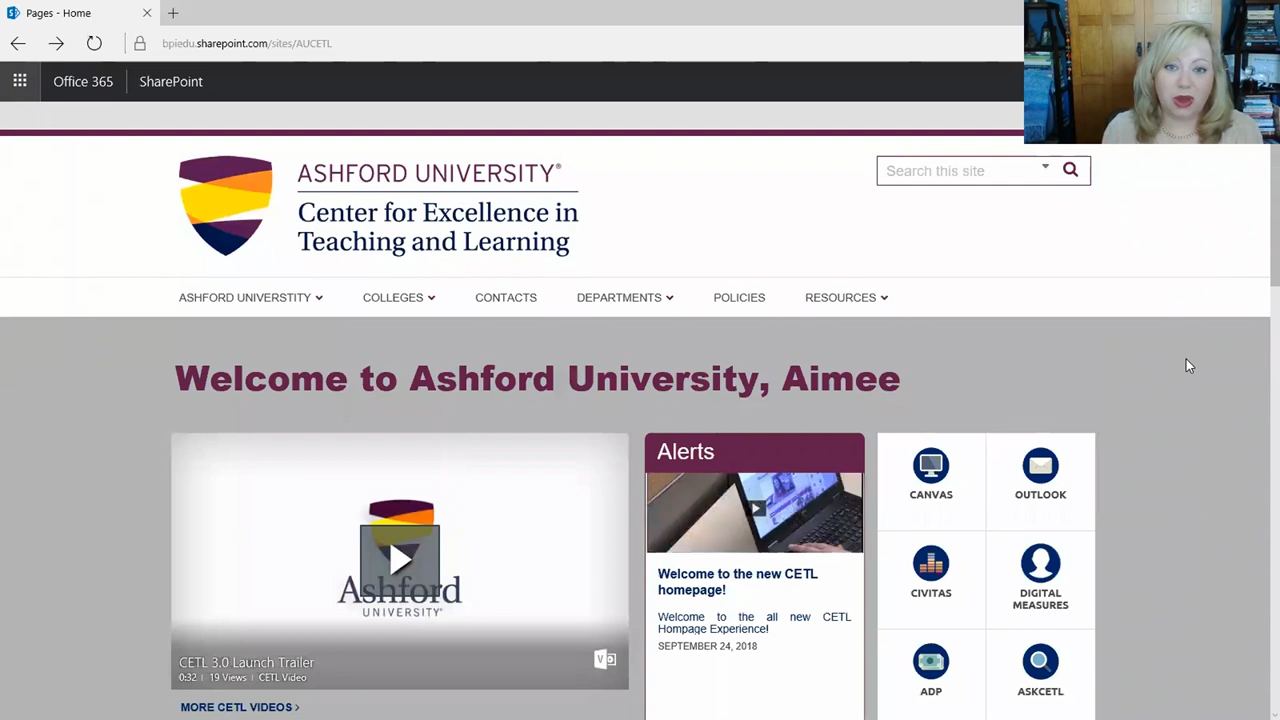 Pages - Home
bpiedu.sharepoint.com/sites/AUCETL
Office 365
SharePoint
ASHFORD UNIVERSITY®
Center for Excellence in
Teaching and Learning
Search this site
ASHFORD UNIVERSTITY
COLLEGES
CONTACTS
DEPARTMENTS
POLICIES
RESOURCES
Welcome to Ashford University, Aimee
Ashford
UNIVERSITY®
CETL 3.0 Launch Trailer
0:32 | 19 Views | CETL Video
MORE CETL VIDEOS
Alerts
Welcome to the new CETL
homepage!
Welcome to the all new CETL
Hompage Experience!
SEPTEMBER 24, 2018
CANVAS
OUTLOOK
CIVITAS
DIGITAL
MEASURES
ADP
ASKCETL